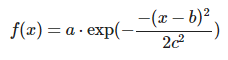 f(x) = a · exp(− −(x − b)² / 2c²)